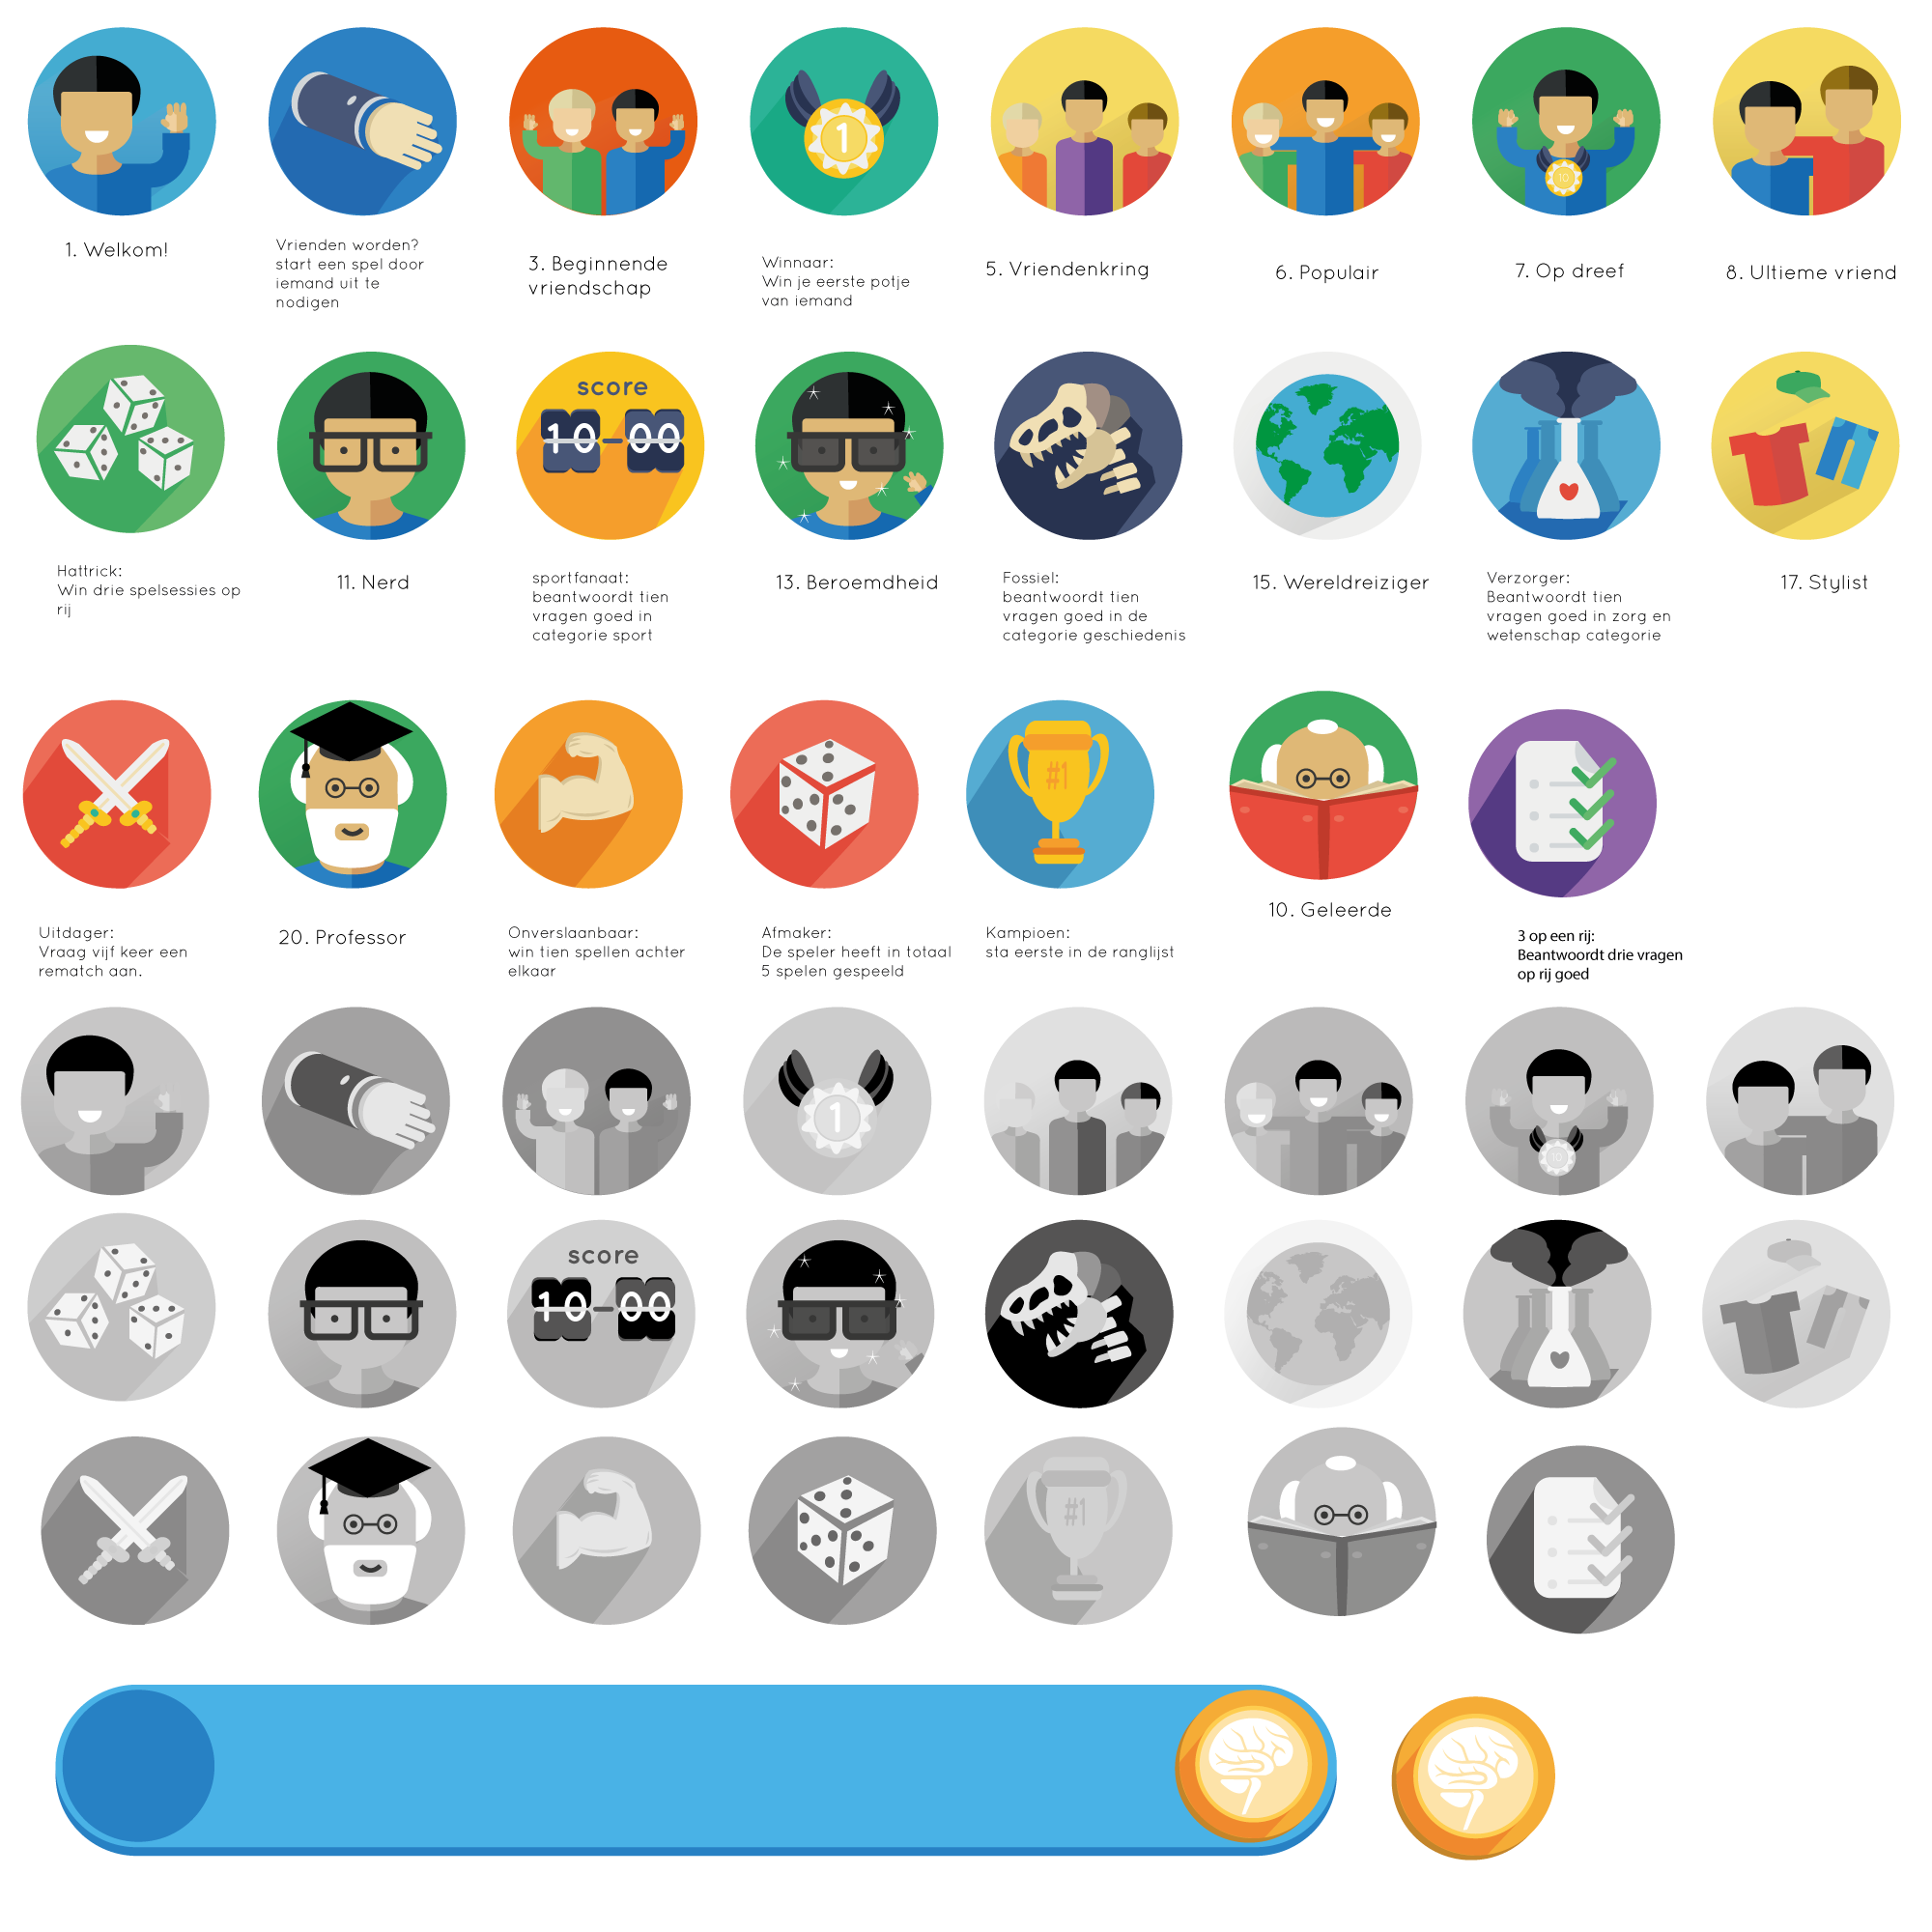 1
10
1. Welkom!
Vrienden worden?
start een spel door
iemand uit te
nodigen
3. Beginnende
vriendschap
Winnaar:
Win je eerste potje
van iemand
5. Vriendenkring
6. Populair
7. Op dreef
8. Ultieme vriend
score
10-00
Hattrick:
Win drie spelsessies op
rij
11. Nerd
sportfanaat:
beantwoordt tien
vragen goed in
categorie sport
13. Beroemdheid
Fossiel:
beantwoordt tien
vragen goed in de
categorie geschiedenis
15. Wereldreiziger
Verzorger:
Beantwoordt tien
vragen goed in zorg en
wetenschap categorie
17. Stylist
#1
Uitdager:
Vraag vijf keer een
rematch aan.
20. Professor
Onverslaanbaar:
win tien spellen achter
elkaar
Afmaker:
De speler heeft in totaal
5 spelen gespeeld
Kampioen:
sta eerste in de ranglijst
10. Geleerde
3 op een rij:
Beantwoordt drie vragen
op rij goed
1
10
score
10-00
#1